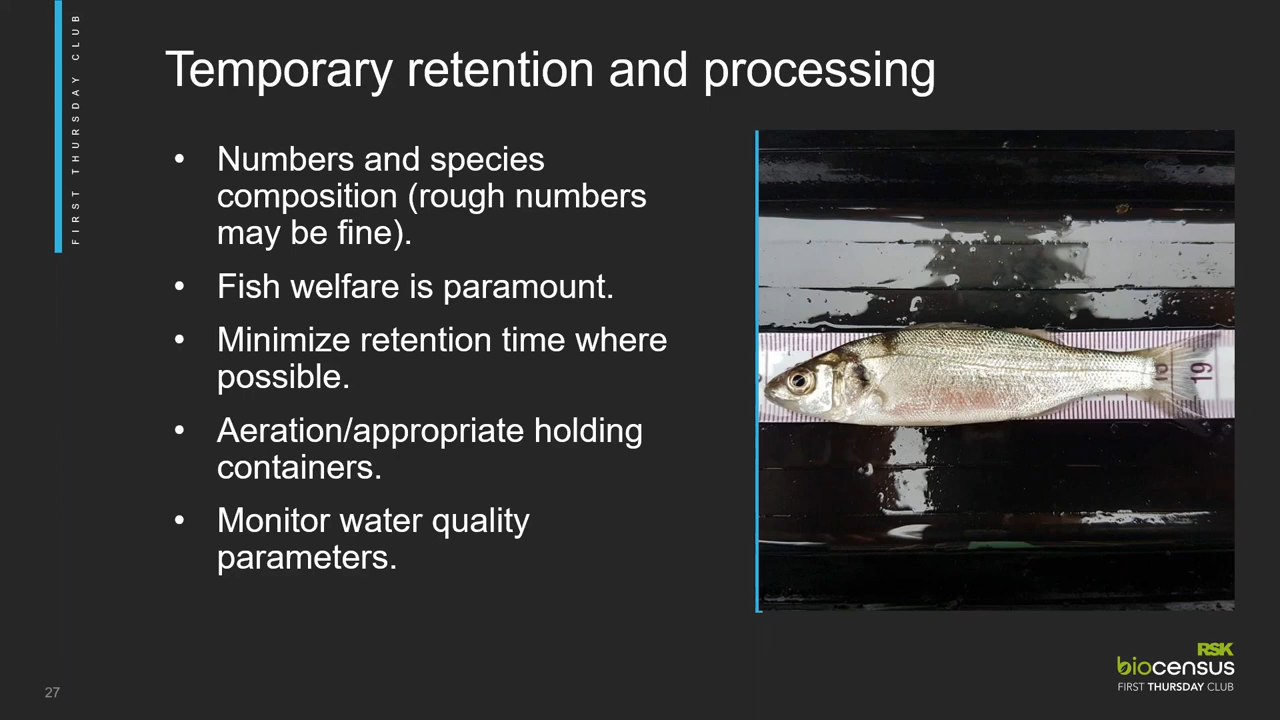 FIRST THURSDAY CLUB
Temporary retention and processing
• Numbers and species
composition (rough numbers
may be fine).
• Fish welfare is paramount.
• Minimize retention time where
possible.
• Aeration/appropriate holding
containers.
• Monitor water quality
parameters.
19
RSK
biocensus
FIRST THURSDAY CLUB
27